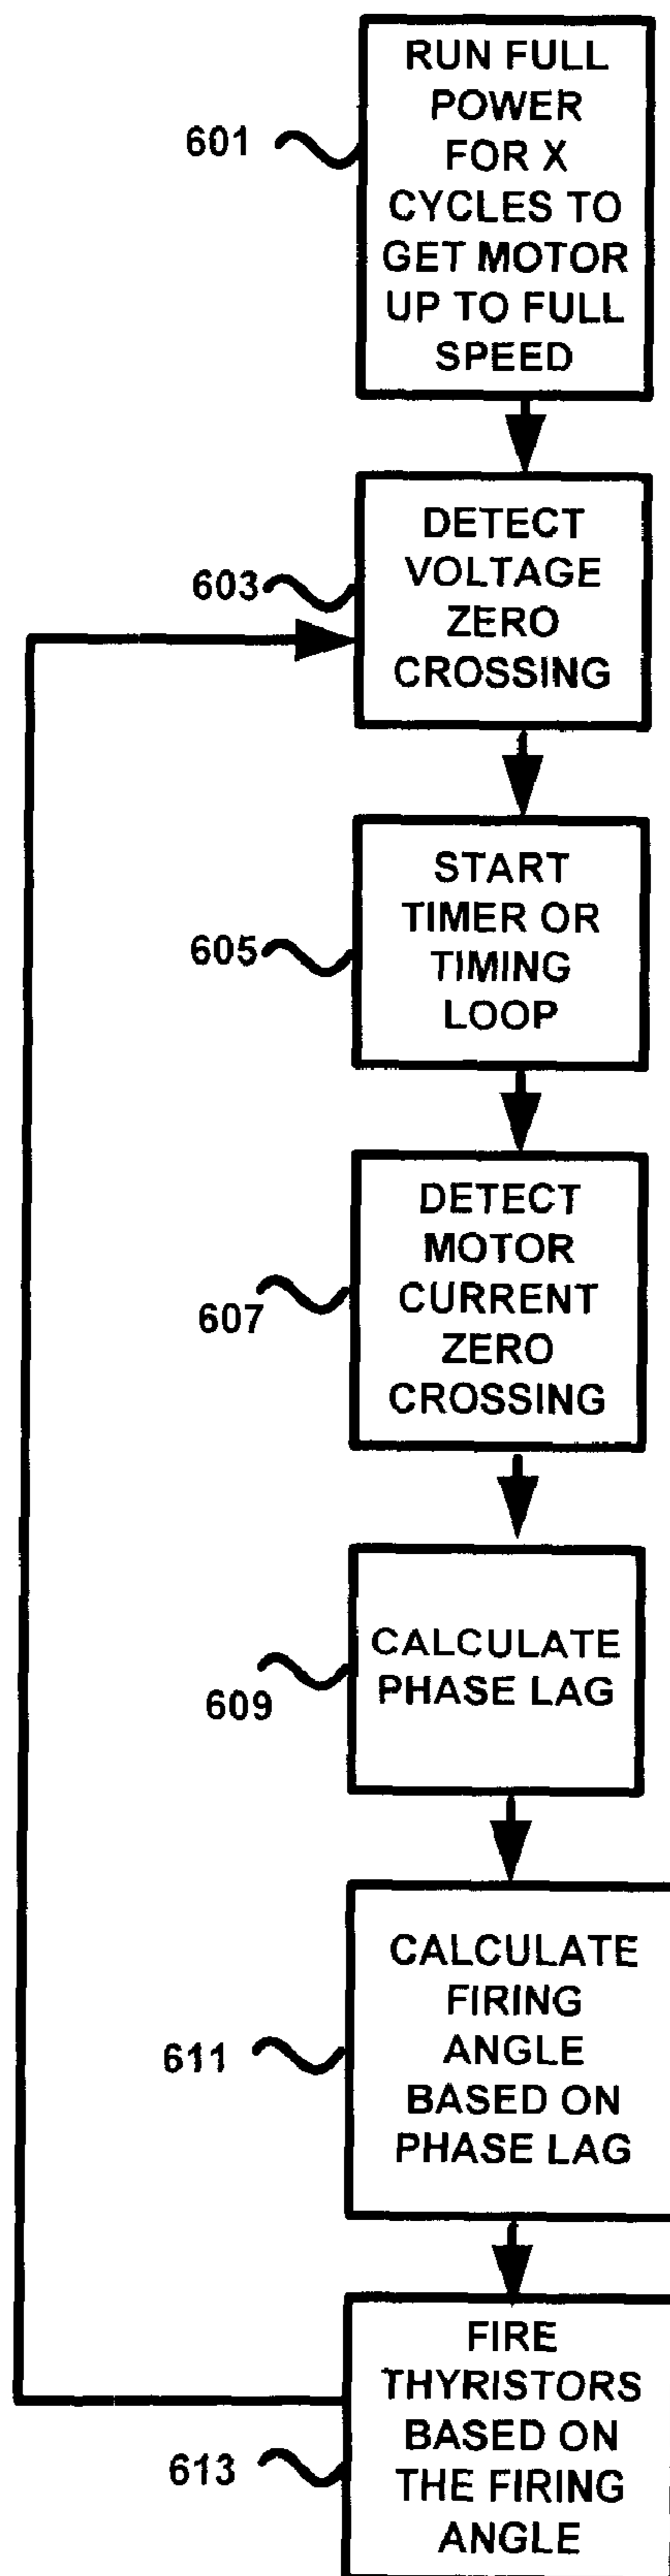 RUN FULL
POWER
601
FOR X
CYCLES TO
GET MOTOR
UP TO FULL
SPEED
DETECT
603
VOLTAGE
ZERO
CROSSING
START
TIMER OR
605
TIMING
LOOP
DETECT
MOTOR
607
CURRENT
ZERO
CROSSING
609
CALCULATE
PHASE LAG
CALCULATE
FIRING
611
ANGLE
BASED ON
PHASE LAG
FIRE
THYRISTORS
BASED ON
613
THE FIRING
ANGLE